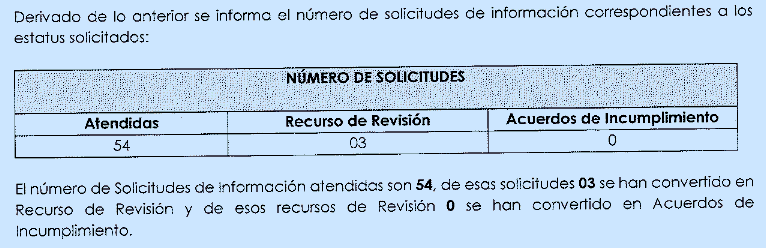 Derivado de lo anterior se informa el número de solicitudes de información correspondientes a los
estatus solicitados:
NÚMERO DE SOLICITUDES
Atendidas Recurso de Revisión Acuerdos de Incumplimiento
54 03 0
El número de Solicitudes de Información atendidas son 54, de esas solicitudes 03 se han convertido en
Recurso de Revisión y de esos recursos de Revisión 0 se han convertido en Acuerdos de
Incumplimiento.